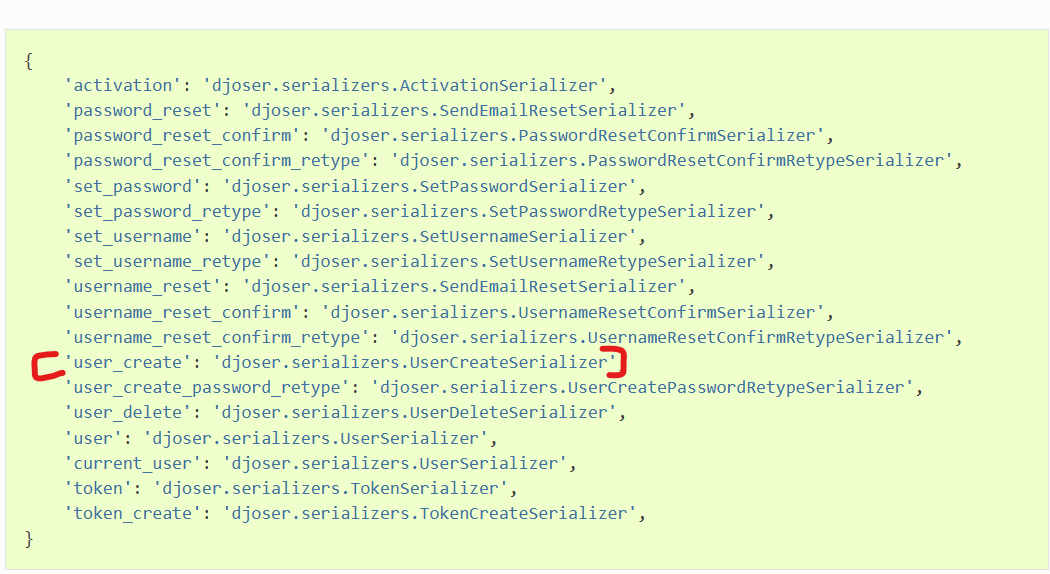 {
'activation': 'djoser.serializers.ActivationSerializer',
'password_reset': 'djoser.serializers.SendEmailResetSerializer',
'password_reset_confirm': 'djoser.serializers.PasswordResetConfirmSerializer',
'password_reset_confirm_retype': 'djoser.serializers.PasswordResetConfirmRetypeSerializer',
'set_password': 'djoser.serializers.SetPasswordSerializer',
'set_password_retype': 'djoser.serializers.SetPasswordRetypeSerializer',
'set_username': 'djoser.serializers.SetUsernameSerializer',
'set_username_retype': 'djoser.serializers.SetUsernameRetypeSerializer',
'username_reset': 'djoser.serializers.SendEmailResetSerializer',
'username_reset_confirm': 'djoser.serializers.UsernameResetConfirmSerializer',
'username_reset_confirm_retype': 'djoser.serializers.UsernameResetConfirmRetypeSerializer',
'user_create': 'djoser.serializers.UserCreateSerializer'
'user_create_password_retype': 'djoser.serializers.UserCreatePasswordRetypeSerializer',
'user_delete': 'djoser.serializers.UserDeleteSerializer',
'user': 'djoser.serializers.UserSerializer',
'current_user': 'djoser.serializers.UserSerializer',
'token': 'djoser.serializers.TokenSerializer',
'token_create': 'djoser.serializers.TokenCreateSerializer',
}